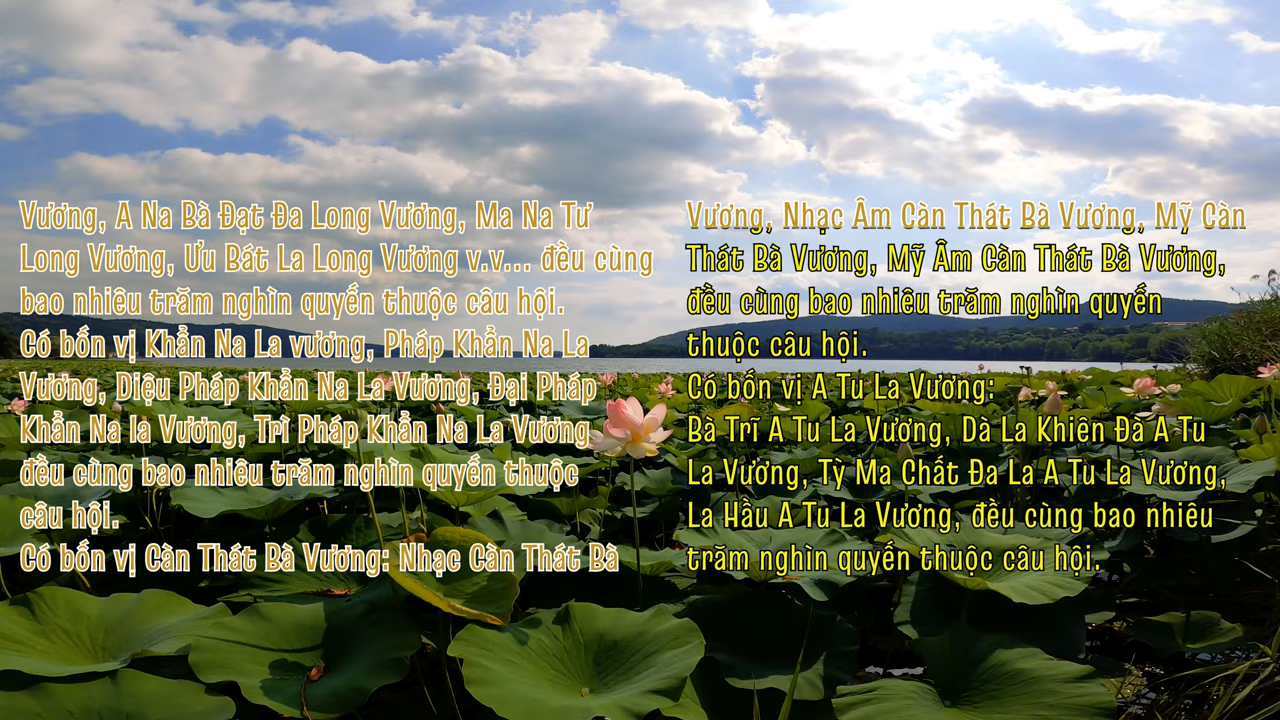 Vương, A Na Bà Đạt Đa Long Vương, Ma Na Tư
Long Vương, Ưu Bát La Long Vương v.v... đều cùng
bao nhiêu trăm nghìn quyến thuộc câu hội.
Có bốn vị Khẩn Na La vương, Pháp Khẩn Na La
Vương, Diệu Pháp Khẩn Na La Vương, Đại Pháp
Khẩn Na la Vương, Trì Pháp Khẩn Na La Vương
đều cùng bao nhiêu trăm nghìn quyến thuộc
câu hội.
Có bốn vị Càn Thát Bà Vương: Nhạc Càn Thát Bà
Vương, Nhạc Âm Càn Thát Bà Vương, Mỹ Càn
Thát Bà Vương, Mỹ Âm Càn Thát Bà Vương,
đều cùng bao nhiêu trăm nghìn quyến
thuộc câu hội.
Có bốn vị A Tu La Vương:
Bà Trĩ A Tu La Vương, Dà La Khiên Đà A Tu
La Vương, Tỳ Ma Chất Đa La A Tu La Vương,
La Hầu A Tu La Vương, đều cùng bao nhiêu
trăm nghìn quyến thuộc câu hội.